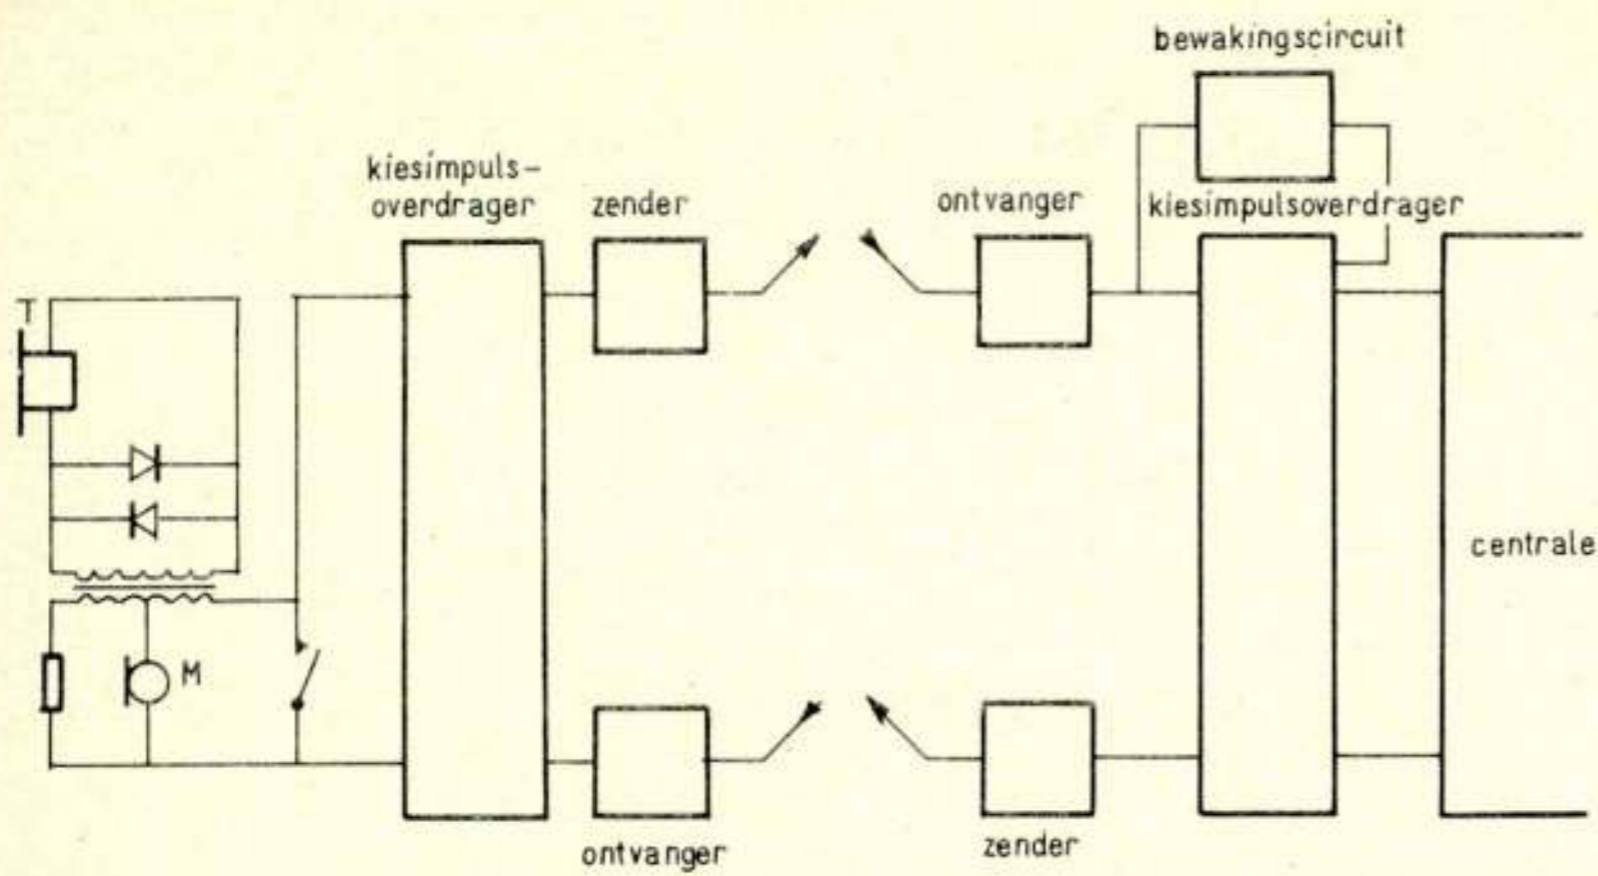 bewakingscircuit
kiesimpuls-
overdrager
zender
ontvanger
kiesimpulsoverdrager
T
centrale
M
ontvanger
zender